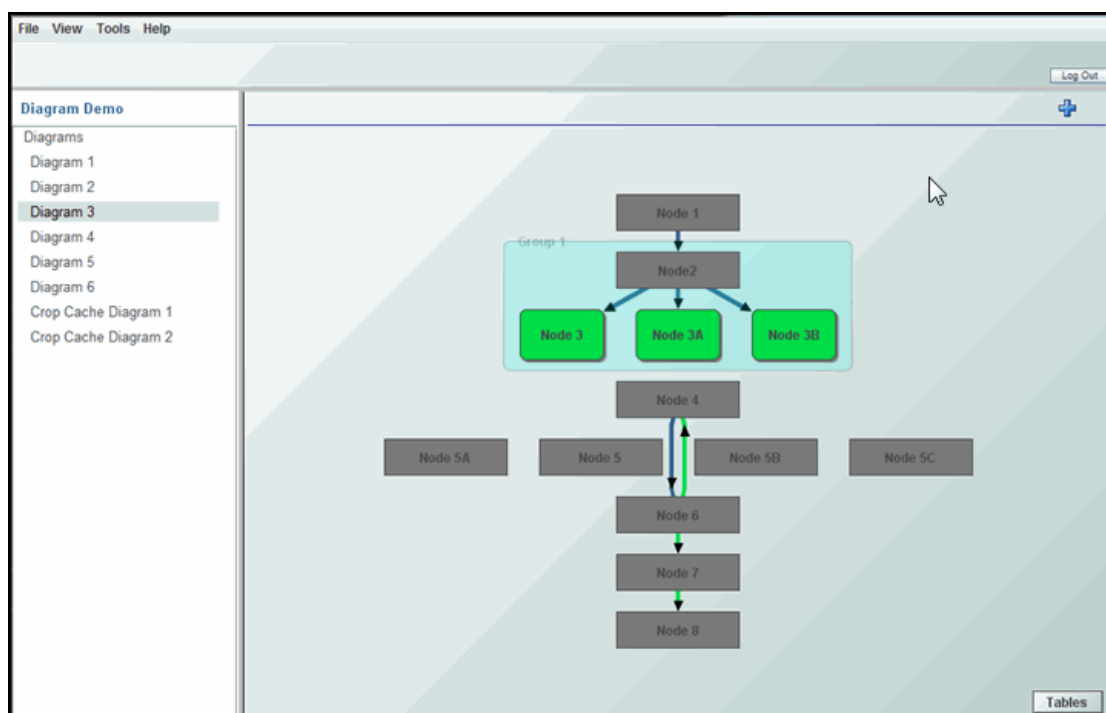 File View Tools Help
Log Out
Diagram Demo
Diagrams
Diagram 1
Diagram 2
Diagram 3
Diagram 4
Diagram 5
Diagram 6
Crop Cache Diagram 1
Crop Cache Diagram 2
Node 1
Group 1
Node2
Node 3 Node 3A Node 3B
Node 4
Node 5A Node 5 Node 5B Node 5C
Node 6
Node 7
Node 8
Tables